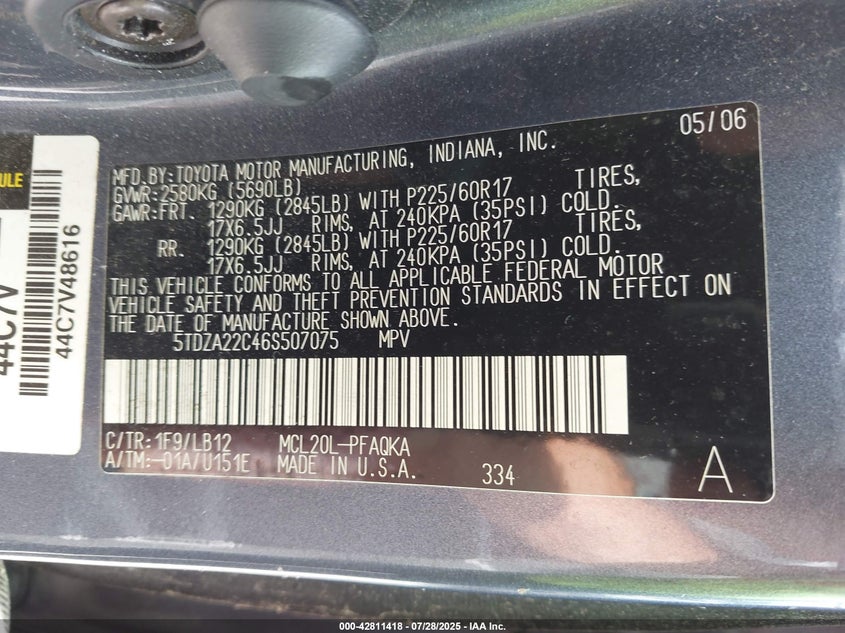 05/06
MFD.BY:TOYOTA MOTOR MANUFACTURING, INDIANA, INC.
GVWR:2580KG (5690LB)
GAWR:FRT. 1290KG (2845LB) WITH P225/60R17 TIRES,
17X6.5JJ RIMS, AT 240KPA (35PSI) COLD.
RR. 1290KG (2845LB) WITH P225/60R17 TIRES,
17X6.5JJ RIMS, AT 240KPA (35PSI) COLD.
THIS VEHICLE CONFORMS TO ALL APPLICABLE FEDERAL MOTOR
VEHICLE SAFETY AND THEFT PREVENTION STANDARDS IN EFFECT ON
THE DATE OF MANUFACTURE SHOWN ABOVE.
5TDZA22C46S507075 MPV
C/TR:1F9/LB12 MCL20L-PFAQKA
A/TM:-01A/U151E MADE IN U.S.A. 334 A
ULE
44C7V
44C7V48616
000-42811418 - 07/28/2025 - IAA Inc.